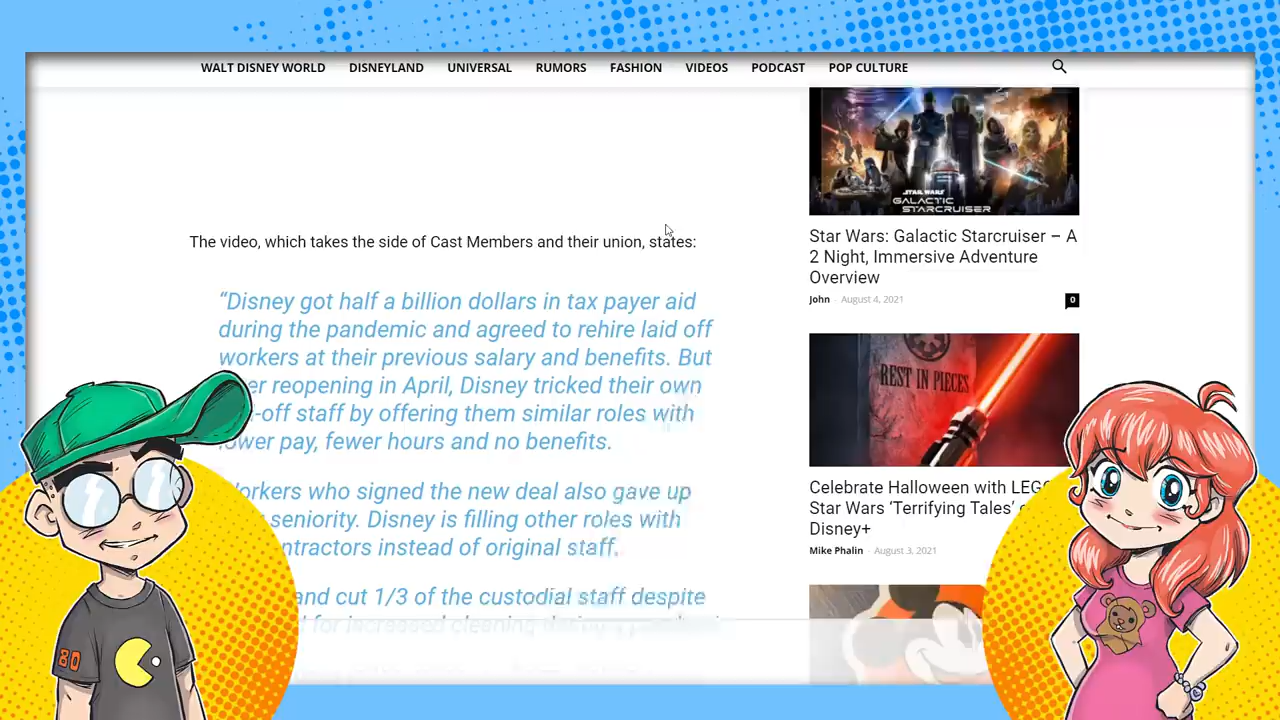 WALT DISNEY WORLD DISNEYLAND UNIVERSAL RUMORS FASHION VIDEOS PODCAST POP CULTURE
The video, which takes the side of Cast Members and their union, states:
“Disney got half a billion dollars in tax payer aid
during the pandemic and agreed to rehire laid off
workers at their previous salary and benefits. But
reopening in April, Disney tricked their own
-off staff by offering them similar roles with
lower pay, fewer hours and no benefits.
Workers who signed the new deal also gave up
seniority. Disney is filling other roles with
ntractors instead of original staff.
and cut 1/3 of the custodial staff despite
for increased cleaning during a
STAR WARS
GALACTIC
STARCRUISER
Star Wars: Galactic Starcruiser – A
2 Night, Immersive Adventure
Overview
John - August 4, 2021 0
REST IN PIECES
Celebrate Halloween with LEGO
Star Wars ‘Terrifying Tales’
Disney+
Mike Phalin - August 3, 2021
80